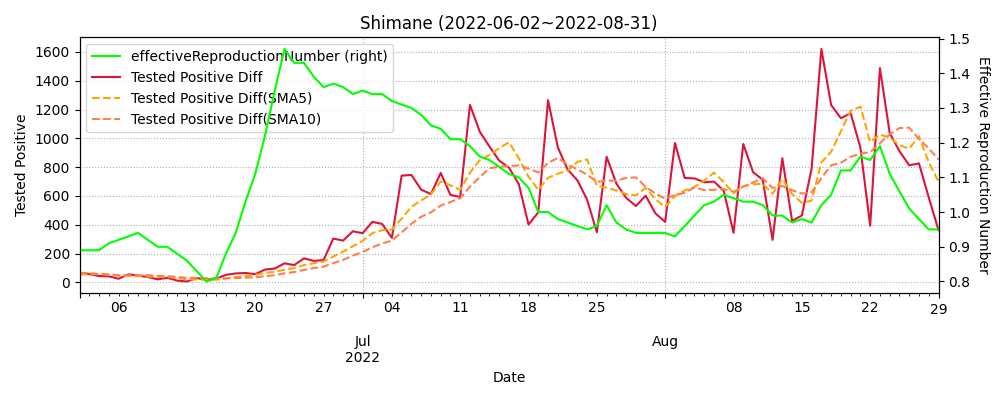 Shimane (2022-06-02~2022-08-31)
effectiveReproductionNumber (right)
Tested Positive Diff
Tested Positive Diff(SMA5)
Tested Positive Diff(SMA10)
Tested Positive
1600
1400
1200
1000
800
600
400
200
0
1.5
1.4
1.3
1.2
1.1
1.0
0.9
0.8
Effective Reproduction Number
06 13 20 27 04 11 18 25 08 15 22 29
Jul Aug
2022
Date